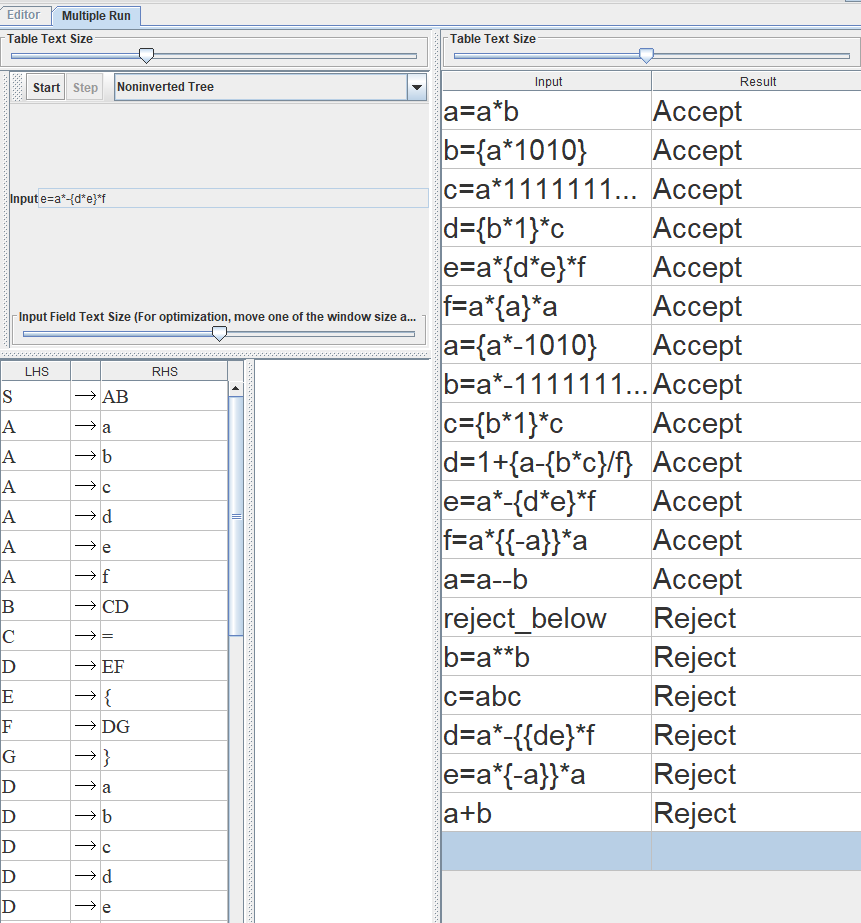 Editor Multiple Run
Table Text Size
Start Step Noninverted Tree
Input e=a*-{d*e}*f
Input Field Text Size (For optimization, move one of the window size a...
LHS RHS
S → AB
A → a
A → b
A → c
A → d
A → e
A → f
B → CD
C → =
D → EF
E → {
F → DG
G → }
D → a
D → b
D → c
D → d
D → e
Table Text Size
Input Result
a=a*b Accept
b={a*1010} Accept
c=a*1111111... Accept
d={b*1}*c Accept
e=a*{d*e}*f Accept
f=a*{a}*a Accept
a={a*-1010} Accept
b=a*-1111111... Accept
c={b*1}*c Accept
d=1+{a-{b*c}/f} Accept
e=a*-{d*e}*f Accept
f=a*{{-a}}*a Accept
a=a--b Accept
reject_below Reject
b=a**b Reject
c=abc Reject
d=a*-{{de}*f Reject
e=a*{-a}}*a Reject
a+b Reject